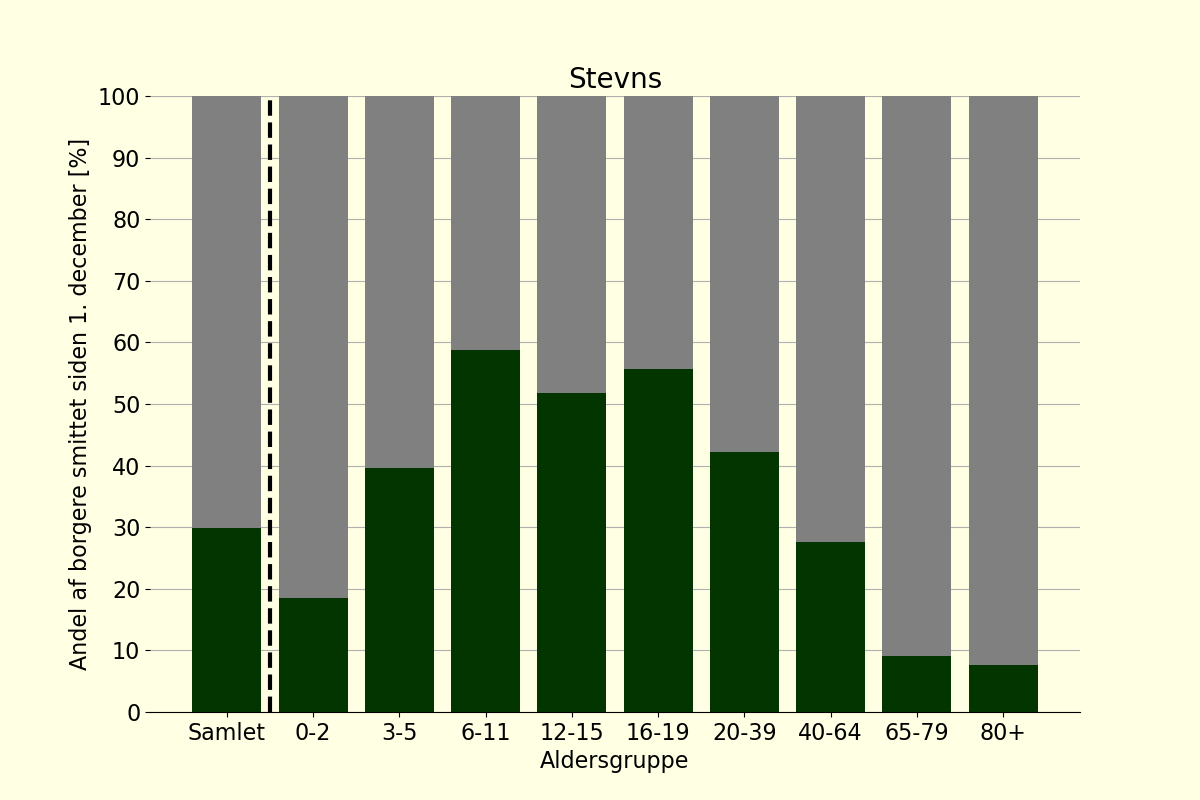 Stevns
Andel af borgere smittet siden 1. december [%]
100
90
80
70
60
50
40
30
20
10
0
Samlet 0-2 3-5 6-11 12-15 16-19 20-39 40-64 65-79 80+
Aldersgruppe